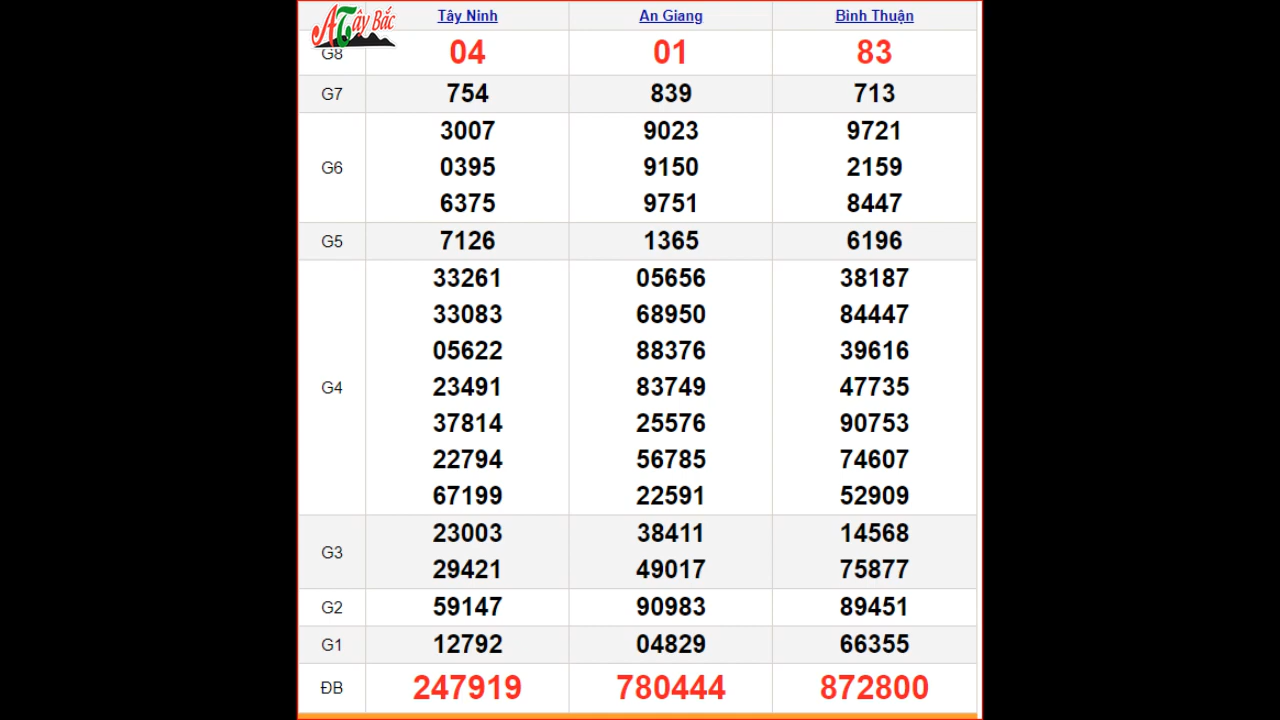 ATây Bắc
Tây Ninh An Giang Bình Thuận
G8 04 01 83
G7 754 839 713
3007 9023 9721
G6 0395 9150 2159
6375 9751 8447
G5 7126 1365 6196
33261 05656 38187
33083 68950 84447
05622 88376 39616
G4 23491 83749 47735
37814 25576 90753
22794 56785 74607
67199 22591 52909
G3
23003 38411 14568
29421 49017 75877
G2 59147 90983 89451
G1 12792 04829 66355
ĐB 247919 780444 872800